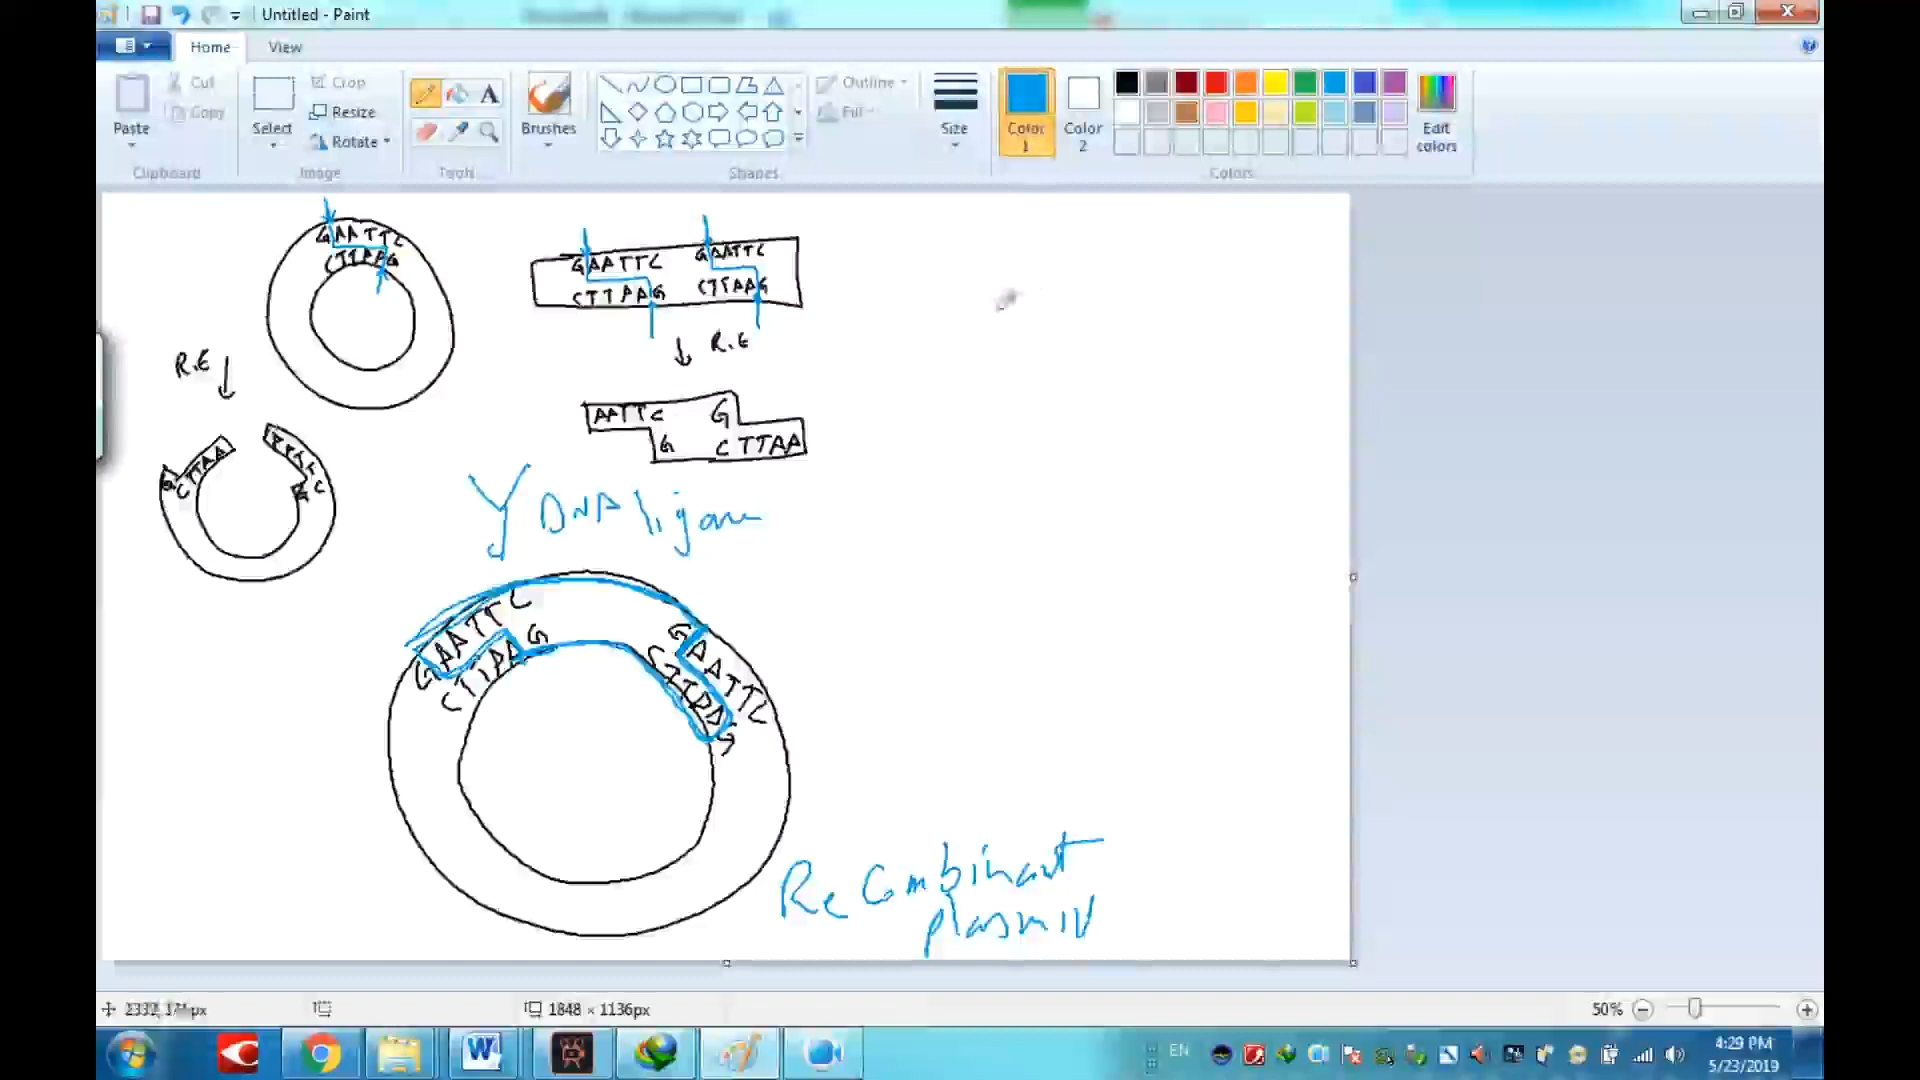 Untitled - Paint
Home View
Cut
Copy
Paste
Clipboard
Crop
Resize
Rotate
Select
Image
Tools
Brushes
Outline
Fill
Shapes
Size
Color 1
Color 2
Edit colors
Colors
GAATTC
CTTAAG
GAATTC GAATTC
CTTAAG CTTAAG
R.E
R.E
AATTC G
G CTTAA
G CTTAA
G C
DNA ligase
GAATTC
CTTAAG
GAATTC
CTTAAG
Recombinant
plasmid
1848 × 1136px
50%
EN
4:29 PM
5/23/2019